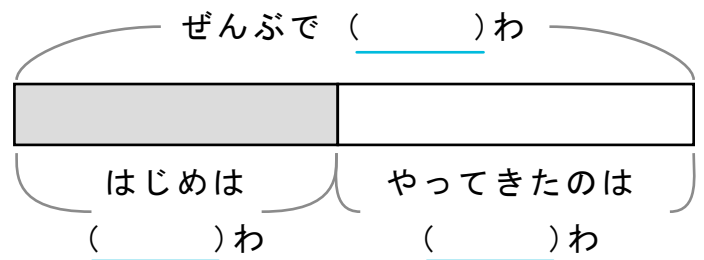 ぜんぶで（　　　）わ
はじめは　やってきたのは
（　　　）わ　（　　　）わ